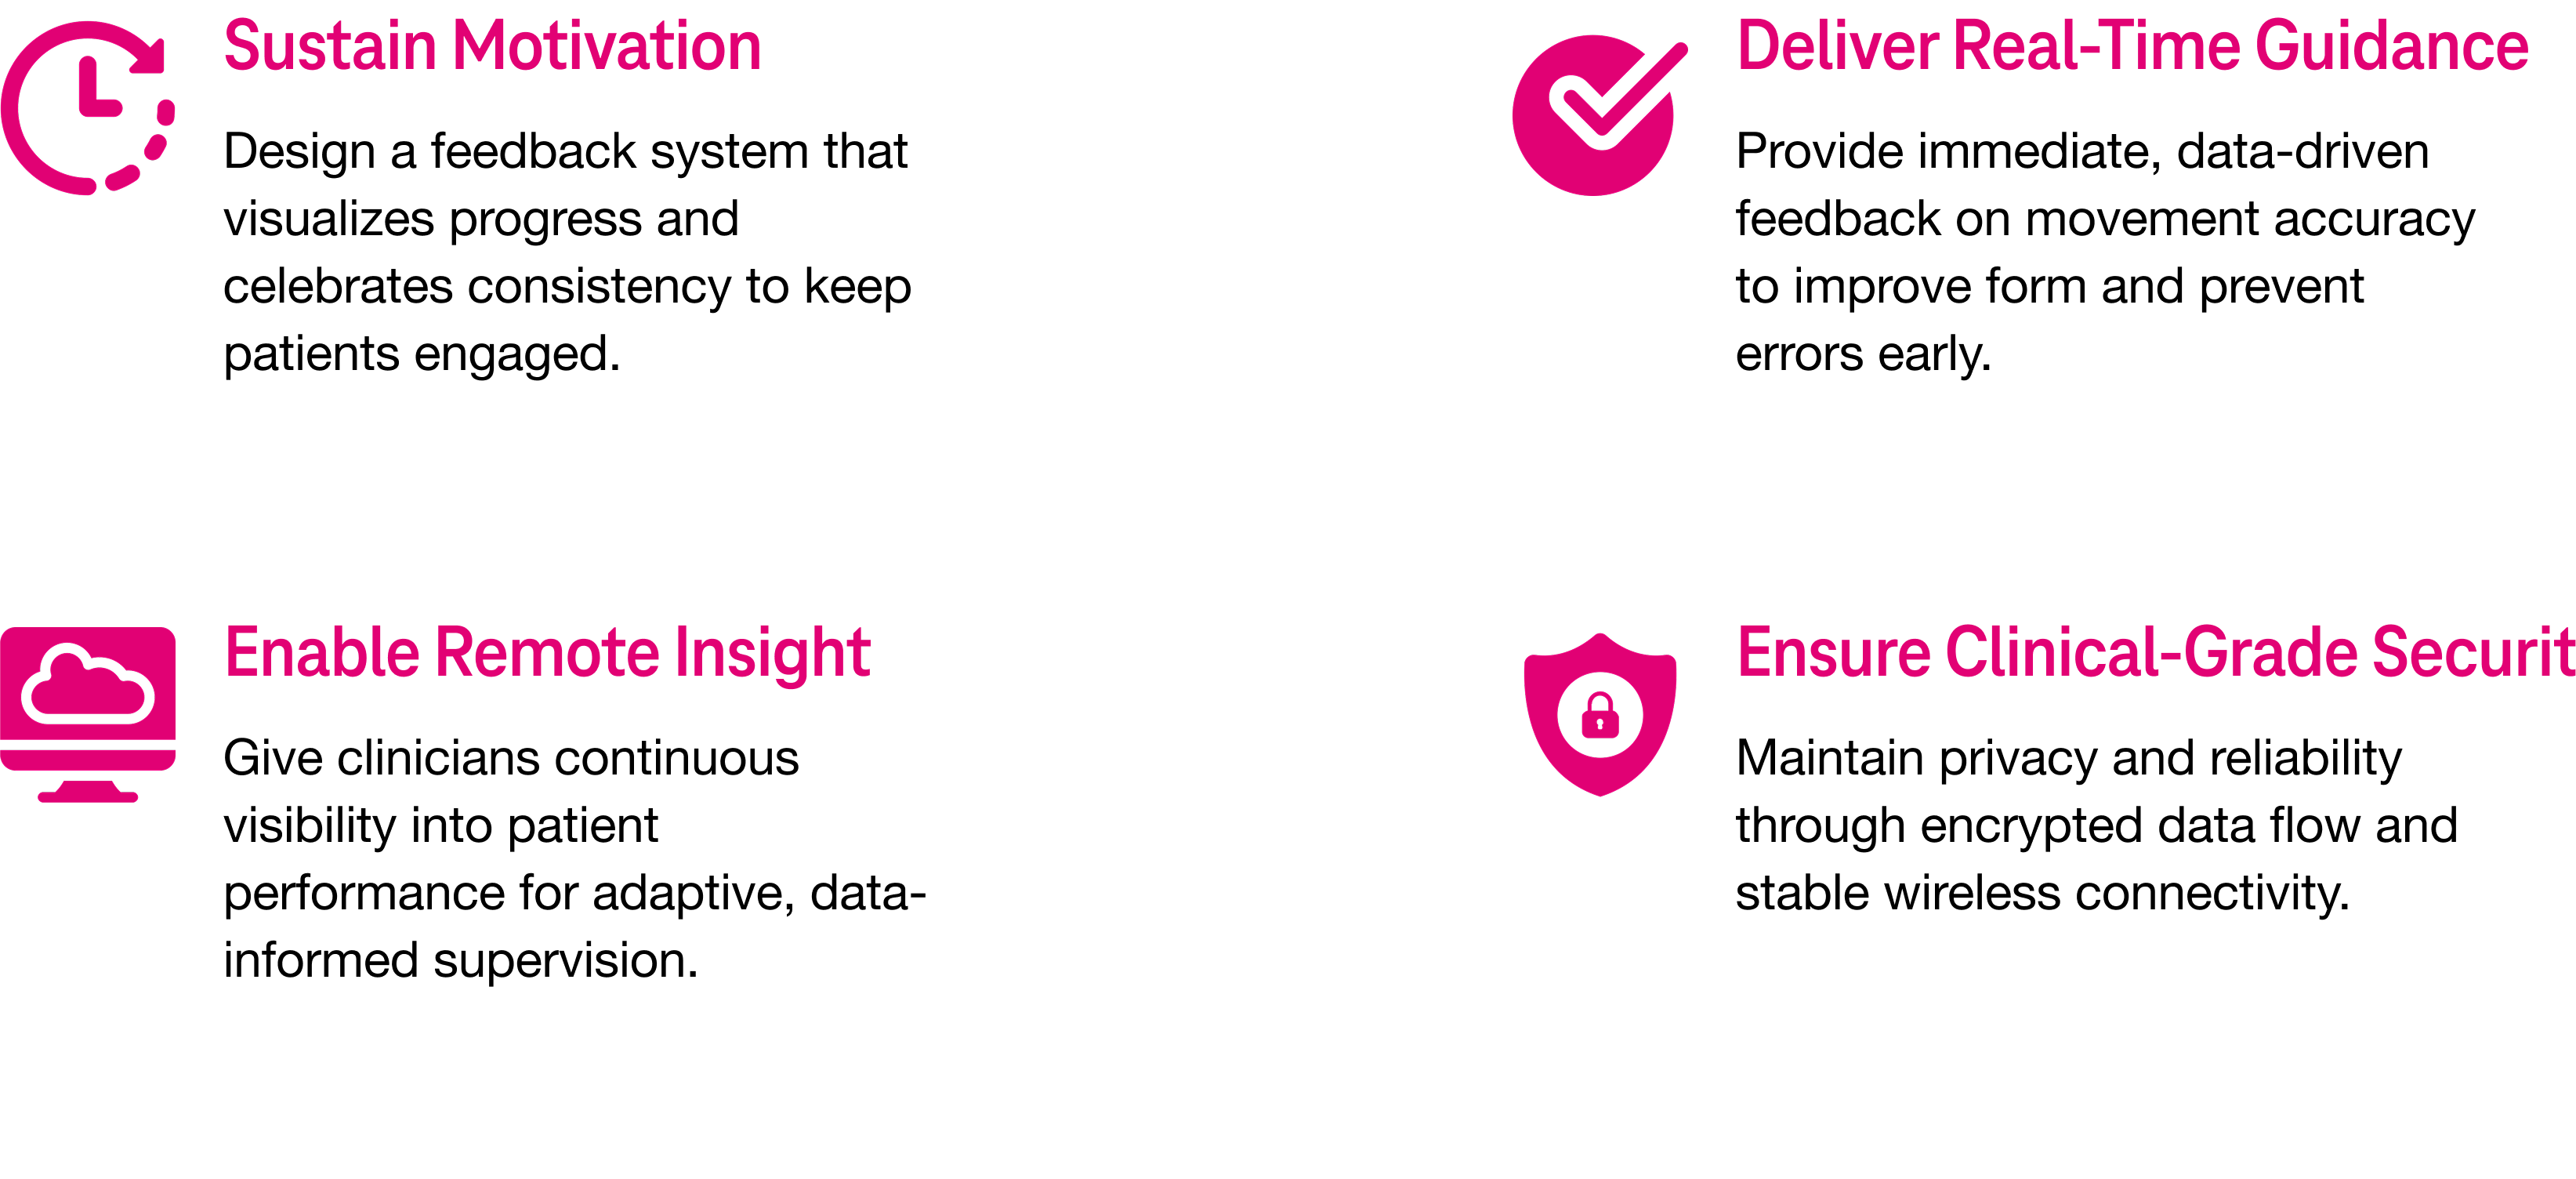 Sustain Motivation
Design a feedback system that
visualizes progress and
celebrates consistency to keep
patients engaged.
Deliver Real-Time Guidance
Provide immediate, data-driven
feedback on movement accuracy
to improve form and prevent
errors early.
Enable Remote Insight
Give clinicians continuous
visibility into patient
performance for adaptive, data-
informed supervision.
Ensure Clinical-Grade Securit
Maintain privacy and reliability
through encrypted data flow and
stable wireless connectivity.